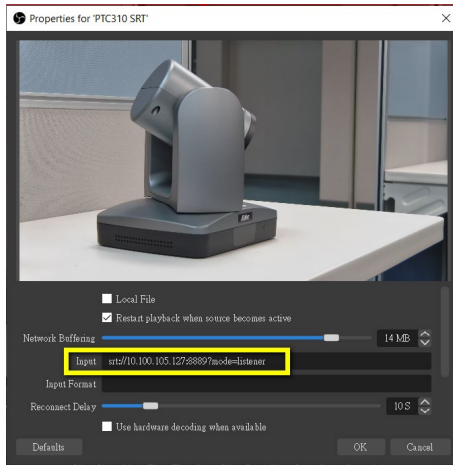 Properties for 'PTC310 SRT'
Local File
Restart playback when source becomes active
Network Buffering 14 MB
Input srt://10.100.105.127:8889?mode=listener
Input Format
Reconnect Delay 10 S
Use hardware decoding when available
Defaults OK Cancel